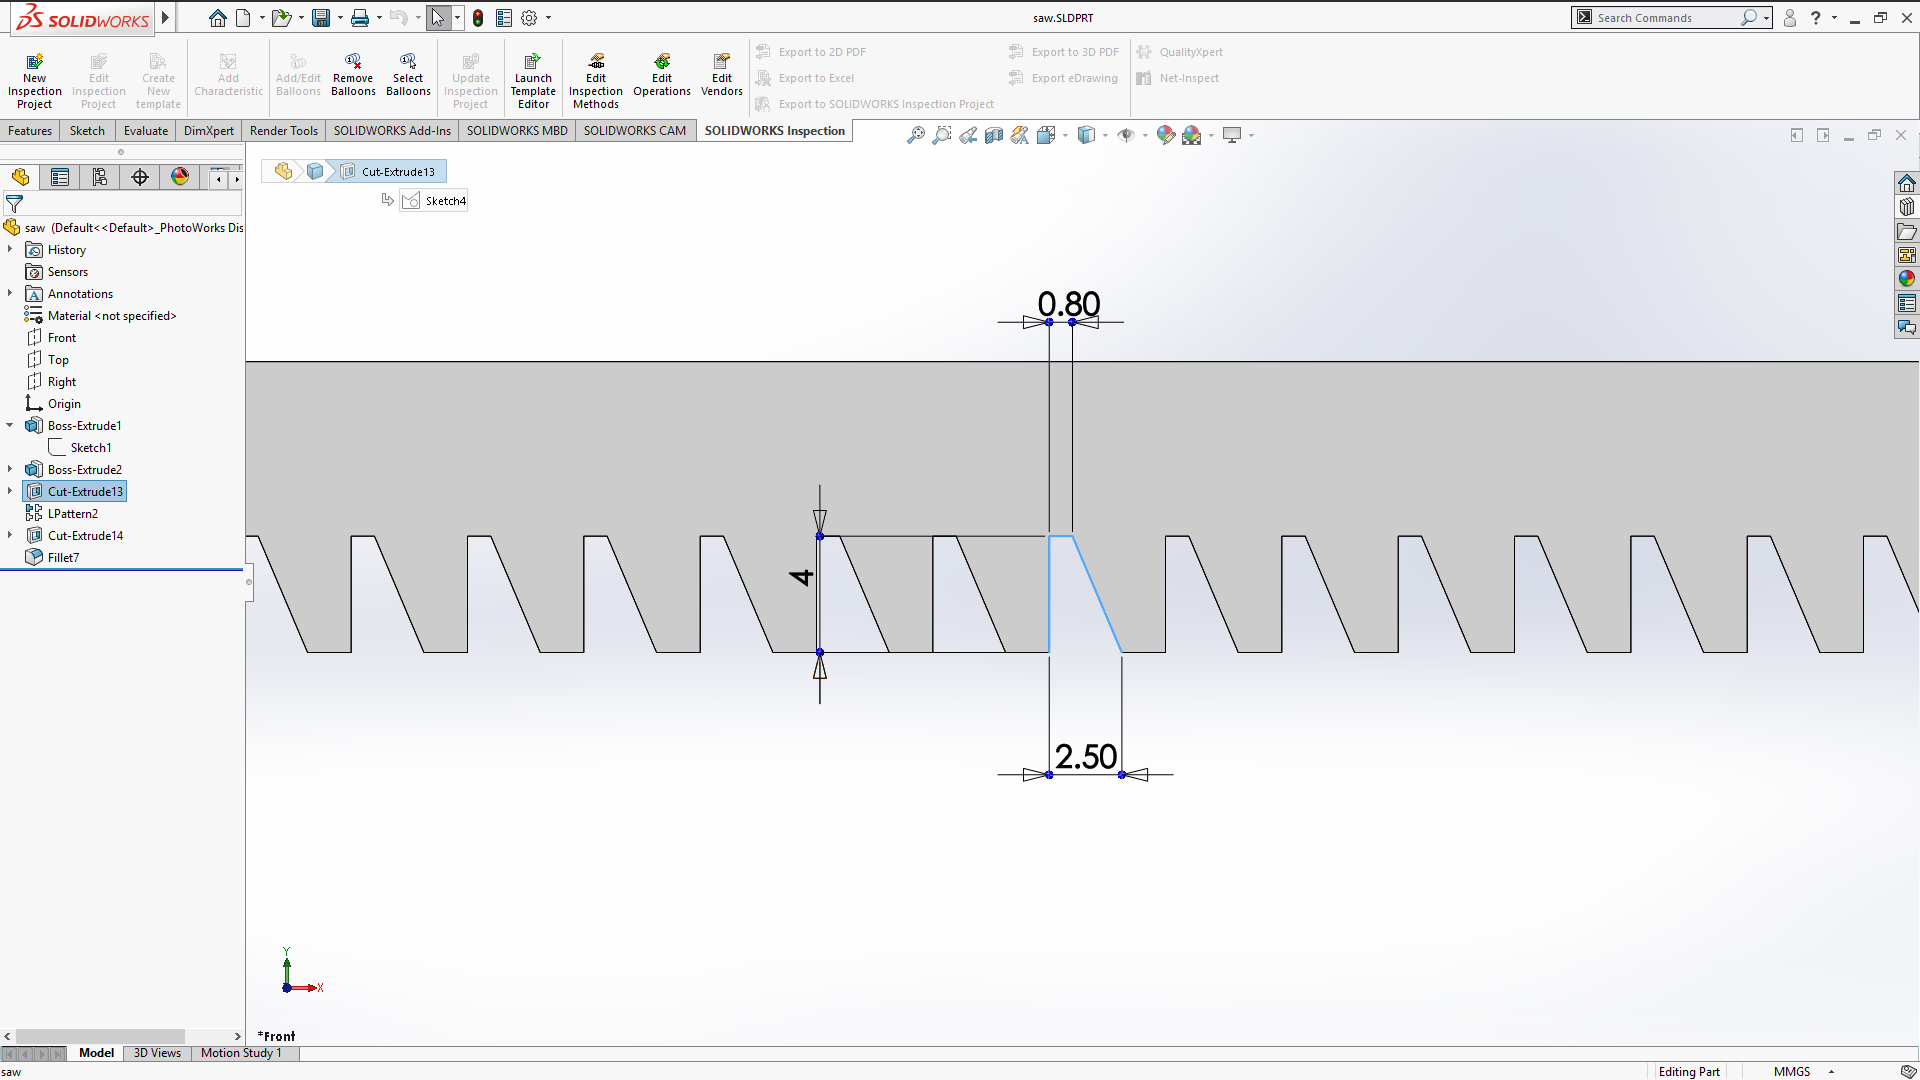 SOLIDWORKS
saw.SLDPRT
Search Commands
?
New Inspection Project
Edit Inspection Project
Create New template
Add Characteristic
Add/Edit Balloons
Remove Balloons
Select Balloons
Update Inspection Project
Launch Template Editor
Edit Inspection Methods
Edit Operations
Edit Vendors
Export to 2D PDF
Export to Excel
Export to SOLIDWORKS Inspection Project
Export to 3D PDF
Export eDrawing
QualityXpert
Net-Inspect
Features
Sketch
Evaluate
DimXpert
Render Tools
SOLIDWORKS Add-Ins
SOLIDWORKS MBD
SOLIDWORKS CAM
SOLIDWORKS Inspection
Cut-Extrude13
Sketch4
saw (Default<<Default>_PhotoWorks Dis
History
Sensors
Annotations
Material <not specified>
Front
Top
Right
Origin
Boss-Extrude1
Sketch1
Boss-Extrude2
Cut-Extrude13
LPattern2
Cut-Extrude14
Fillet7
0.80
4
2.50
Y
X
*Front
Model
3D Views
Motion Study 1
saw
Editing Part
MMGS